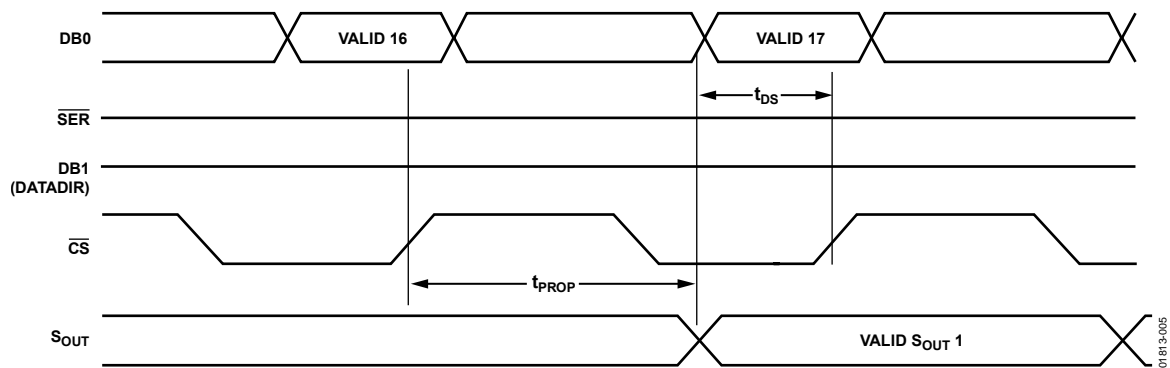 DB0
VALID 16
VALID 17
tDS
SER
DB1
(DATADIR)
CS
tPROP
SOUT
VALID SOUT 1
01813-005